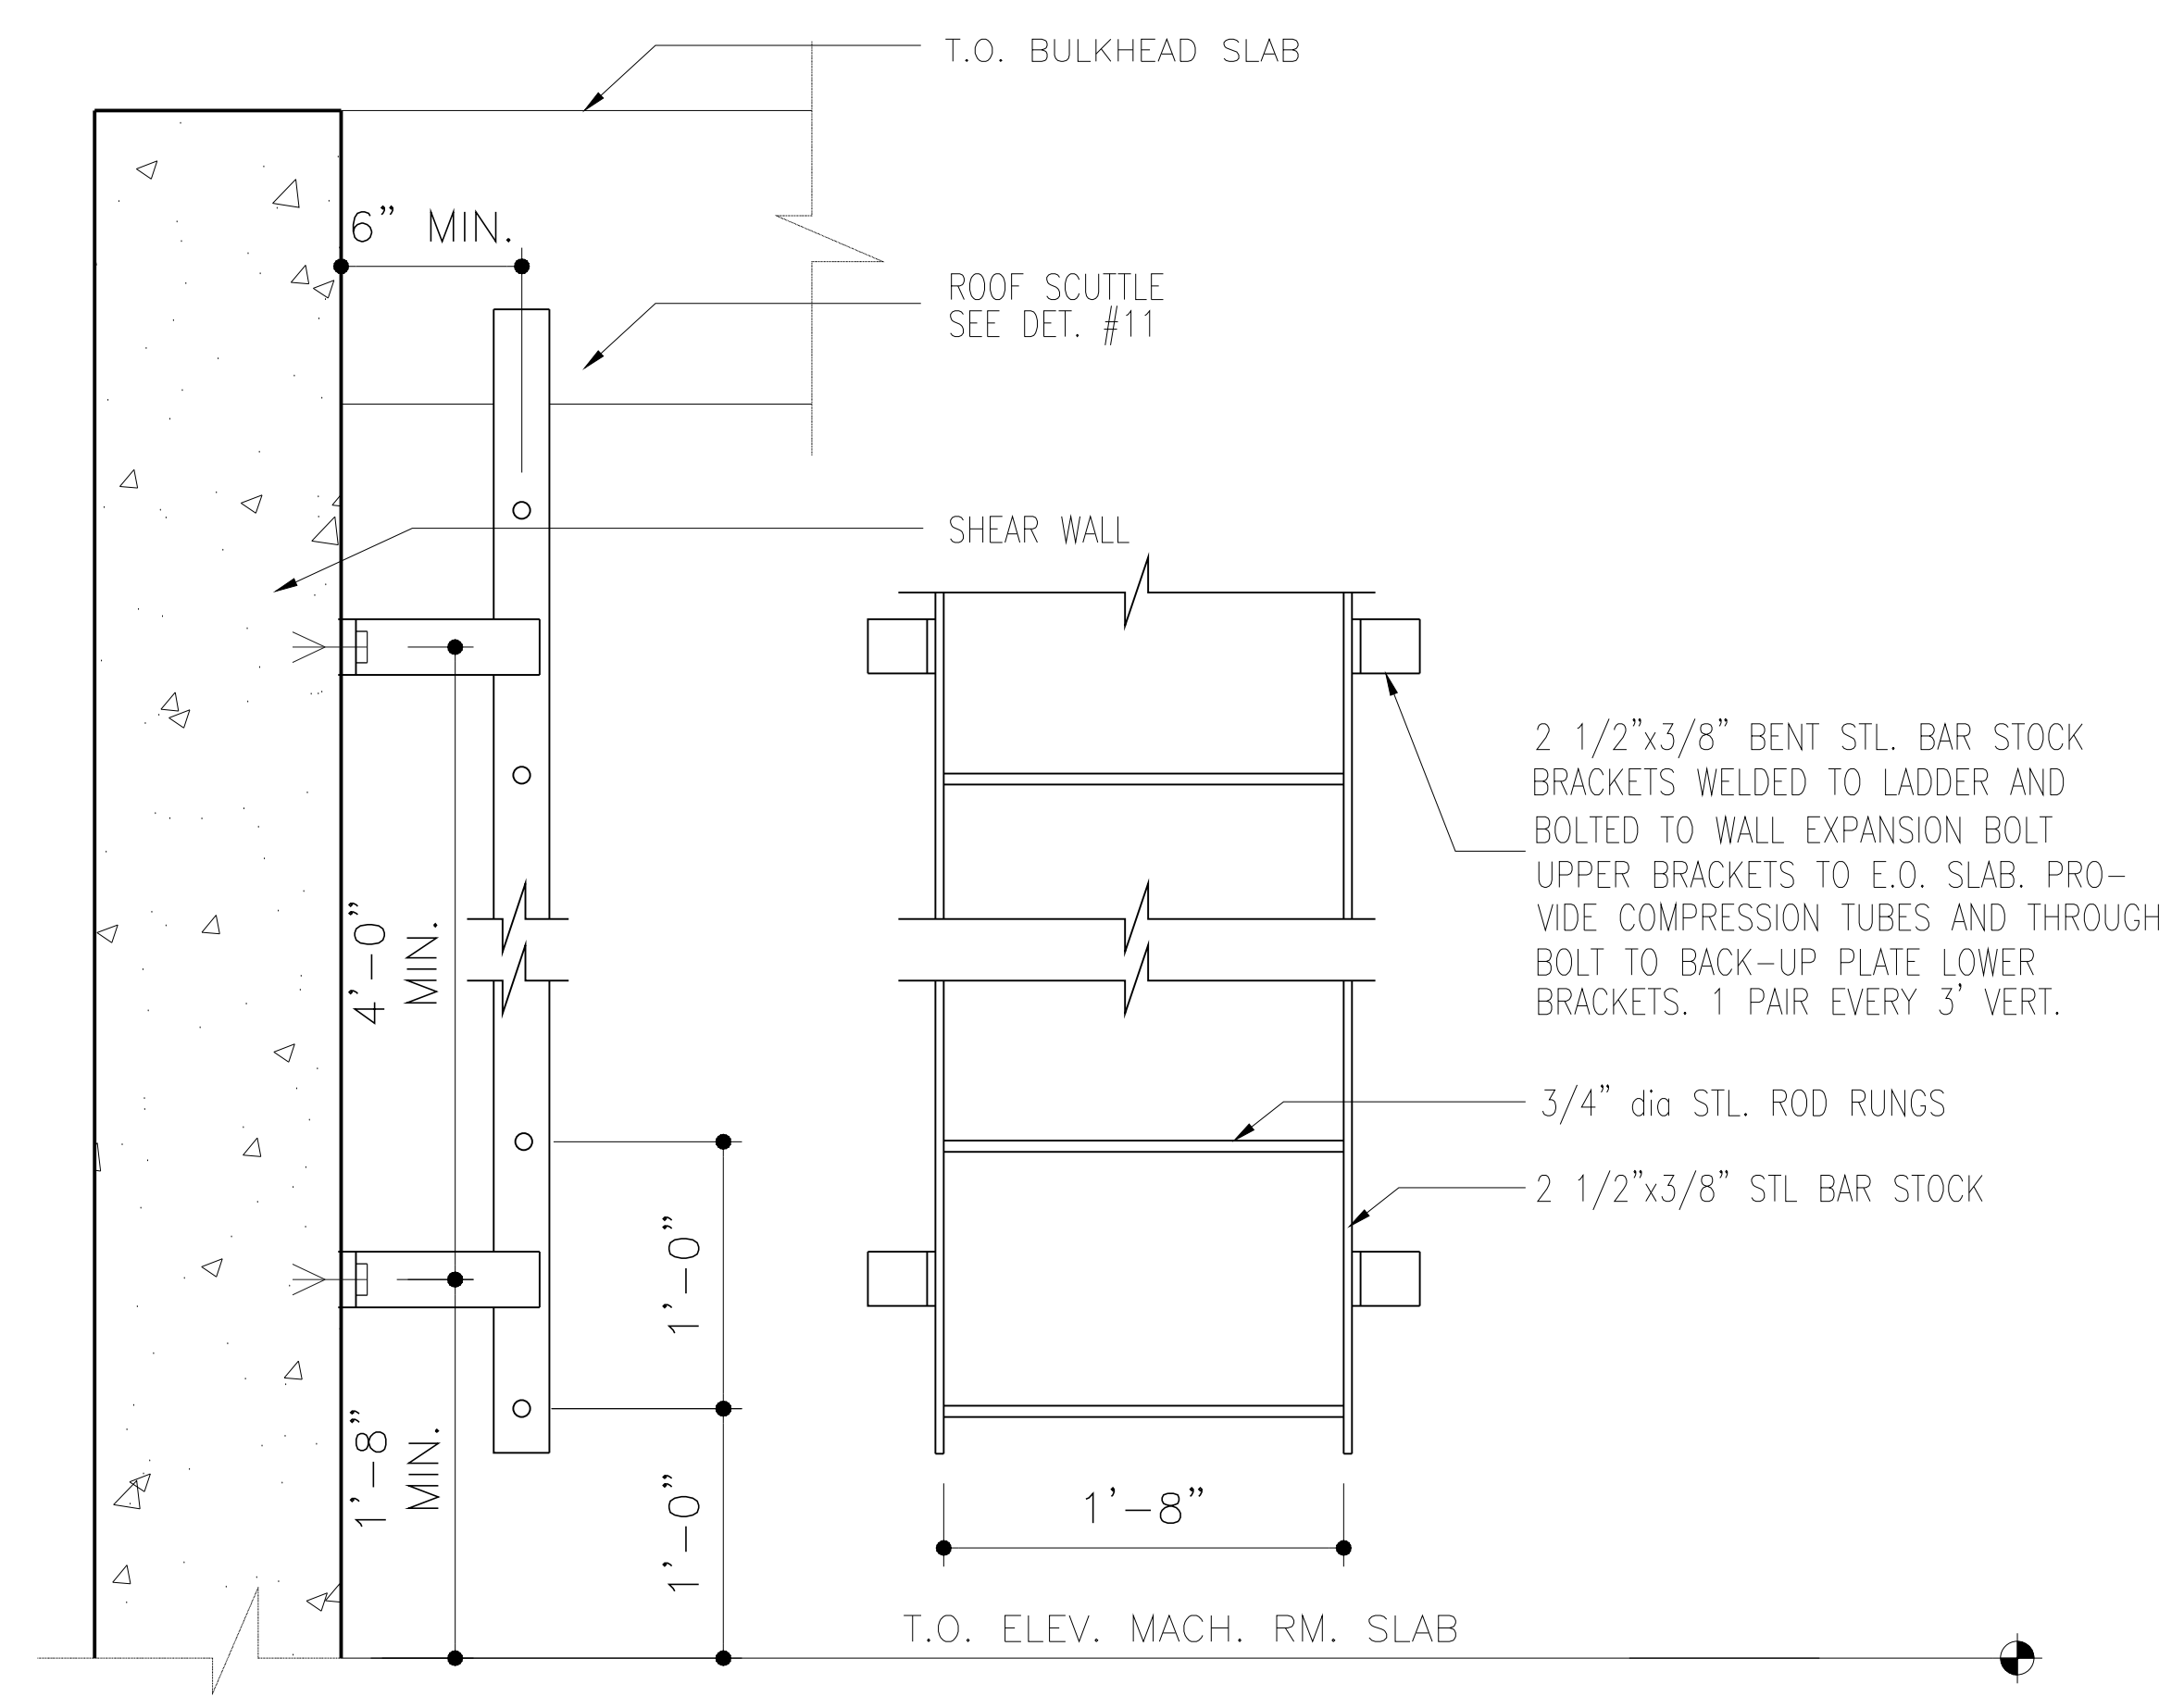 T.O. BULKHEAD SLAB
6" MIN.
ROOF SCUTTLE
SEE DET. #11
SHEAR WALL
2 1/2"x3/8" BENT STL. BAR STOCK
BRACKETS WELDED TO LADDER AND
BOLTED TO WALL EXPANSION BOLT
UPPER BRACKETS TO E.O. SLAB. PRO-
VIDE COMPRESSION TUBES AND THROUGH
BOLT TO BACK-UP PLATE LOWER
BRACKETS. 1 PAIR EVERY 3' VERT.
4'-0"
MIN.
3/4" dia STL. ROD RUNGS
2 1/2"x3/8" STL BAR STOCK
1'-0"
1'-8"
MIN.
1'-0"
1'-8"
T.O. ELEV. MACH. RM. SLAB